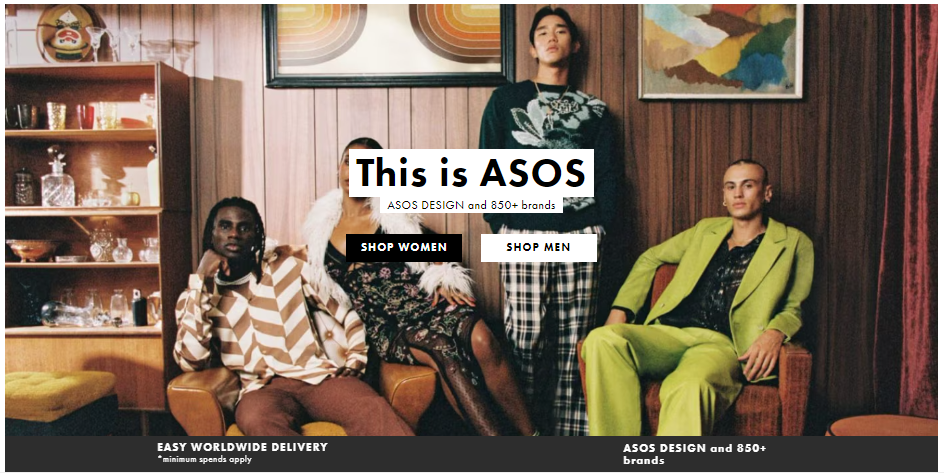 This is ASOS
ASOS DESIGN and 850+ brands
SHOP WOMEN
SHOP MEN
EASY WORLDWIDE DELIVERY
*minimum spends apply
ASOS DESIGN and 850+
brands